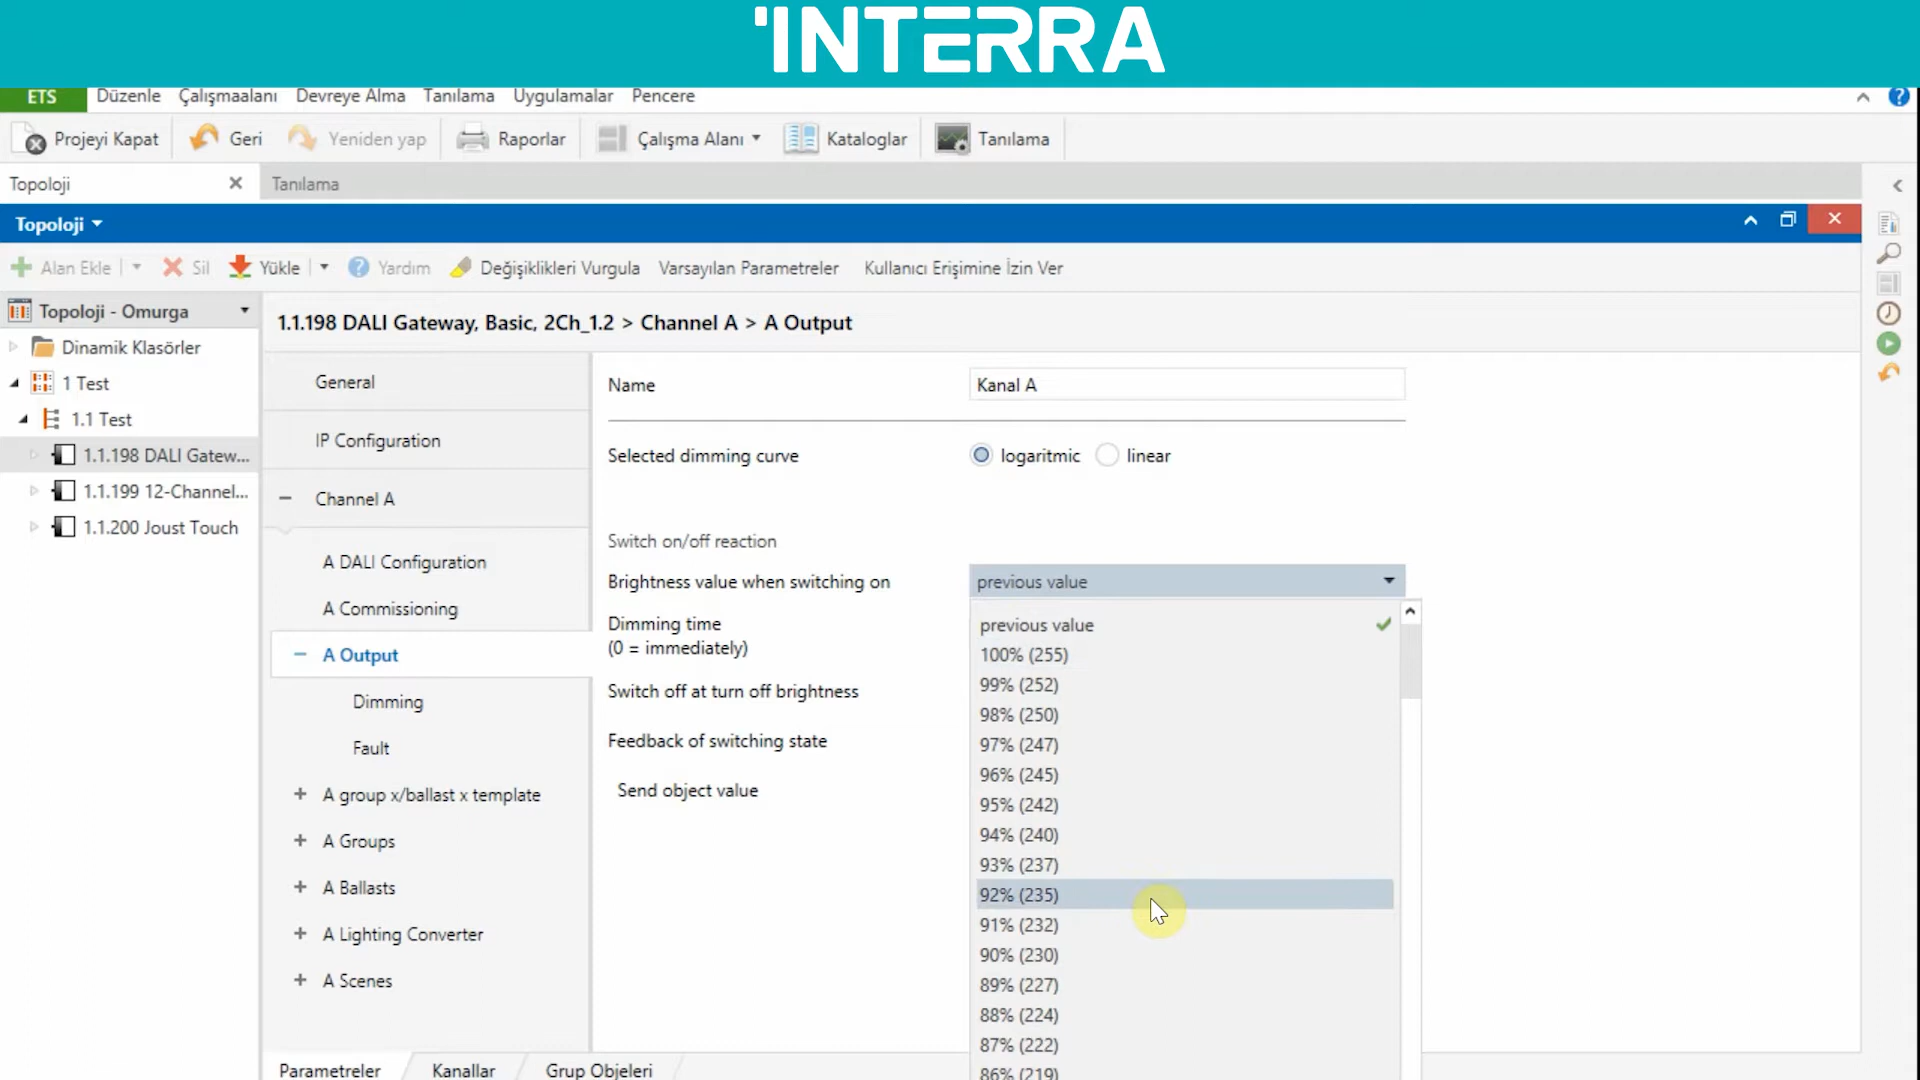 INTERRA
ETS Düzenle Çalışmaalanı Devreye Alma Tanılama Uygulamalar Pencere
Projeyi Kapat Geri Yeniden yap Raporlar Çalışma Alanı Kataloglar Tanılama
Topoloji Tanılama
Topoloji
Alan Ekle Sil Yükle Yardım Değişiklikleri Vurgula Varsayılan Parametreler Kullanıcı Erişimine İzin Ver
Topoloji - Omurga
Dinamik Klasörler
1 Test
1.1 Test
1.1.198 DALI Gatew...
1.1.199 12-Channel...
1.1.200 Joust Touch
1.1.198 DALI Gateway, Basic, 2Ch_1.2 > Channel A > A Output
General
IP Configuration
Channel A
A DALI Configuration
A Commissioning
A Output
Dimming
Fault
A group x/ballast x template
A Groups
A Ballasts
A Lighting Converter
A Scenes
Name Kanal A
Selected dimming curve logaritmic linear
Switch on/off reaction
Brightness value when switching on previous value
Dimming time
(0 = immediately)
Switch off at turn off brightness
Feedback of switching state
Send object value
previous value
100% (255)
99% (252)
98% (250)
97% (247)
96% (245)
95% (242)
94% (240)
93% (237)
92% (235)
91% (232)
90% (230)
89% (227)
88% (224)
87% (222)
86% (219)
Parametreler Kanallar Grup Objeleri